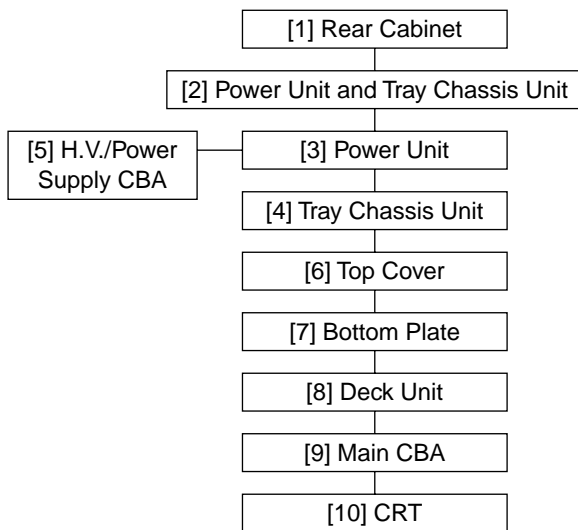 [1] Rear Cabinet
[2] Power Unit and Tray Chassis Unit
[5] H.V./Power
Supply CBA
[3] Power Unit
[4] Tray Chassis Unit
[6] Top Cover
[7] Bottom Plate
[8] Deck Unit
[9] Main CBA
[10] CRT